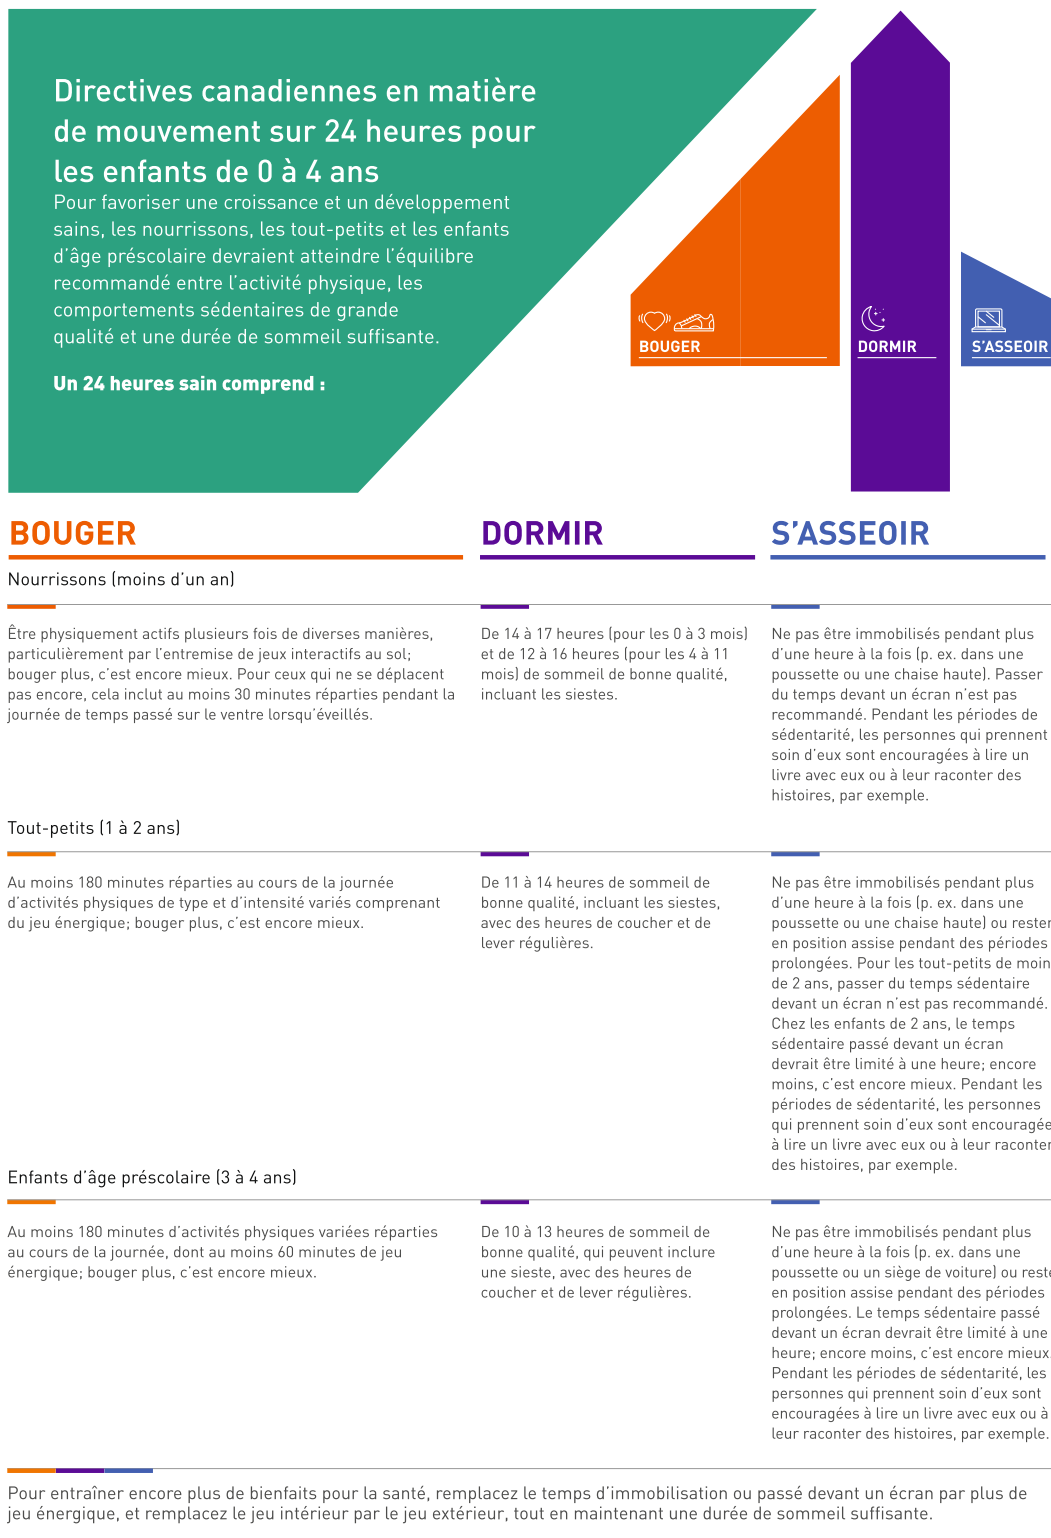 Directives canadiennes en matière
de mouvement sur 24 heures pour
les enfants de 0 à 4 ans
Pour favoriser une croissance et un développement
sains, les nourrissons, les tout-petits et les enfants
d’âge préscolaire devraient atteindre l’équilibre
recommandé entre l’activité physique, les
comportements sédentaires de grande
qualité et une durée de sommeil suffisante.
Un 24 heures sain comprend :
BOUGER
DORMIR
S’ASSEOIR
BOUGER
DORMIR
S’ASSEOIR
Nourrissons (moins d’un an)
Être physiquement actifs plusieurs fois de diverses manières,
particulièrement par l’entremise de jeux interactifs au sol;
bouger plus, c’est encore mieux. Pour ceux qui ne se déplacent
pas encore, cela inclut au moins 30 minutes réparties pendant la
journée de temps passé sur le ventre lorsqu’éveillés.
De 14 à 17 heures (pour les 0 à 3 mois)
et de 12 à 16 heures (pour les 4 à 11
mois) de sommeil de bonne qualité,
incluant les siestes.
Ne pas être immobilisés pendant plus
d’une heure à la fois (p. ex. dans une
poussette ou une chaise haute). Passer
du temps devant un écran n’est pas
recommandé. Pendant les périodes de
sédentarité, les personnes qui prennent
soin d’eux sont encouragées à lire un
livre avec eux ou à leur raconter des
histoires, par exemple.
Tout-petits (1 à 2 ans)
Au moins 180 minutes réparties au cours de la journée
d’activités physiques de type et d’intensité variés comprenant
du jeu énergique; bouger plus, c’est encore mieux.
De 11 à 14 heures de sommeil de
bonne qualité, incluant les siestes,
avec des heures de coucher et de
lever régulières.
Ne pas être immobilisés pendant plus
d’une heure à la fois (p. ex. dans une
poussette ou une chaise haute) ou rester
en position assise pendant des périodes
prolongées. Pour les tout-petits de moin
de 2 ans, passer du temps sédentaire
devant un écran n’est pas recommandé.
Chez les enfants de 2 ans, le temps
sédentaire passé devant un écran
devrait être limité à une heure; encore
moins, c’est encore mieux. Pendant les
périodes de sédentarité, les personnes
qui prennent soin d’eux sont encouragée
à lire un livre avec eux ou à leur raconter
des histoires, par exemple.
Enfants d’âge préscolaire (3 à 4 ans)
Au moins 180 minutes d’activités physiques variées réparties
au cours de la journée, dont au moins 60 minutes de jeu
énergique; bouger plus, c’est encore mieux.
De 10 à 13 heures de sommeil de
bonne qualité, qui peuvent inclure
une sieste, avec des heures de
coucher et de lever régulières.
Ne pas être immobilisés pendant plus
d’une heure à la fois (p. ex. dans une
poussette ou un siège de voiture) ou reste
en position assise pendant des périodes
prolongées. Le temps sédentaire passé
devant un écran devrait être limité à une
heure; encore moins, c’est encore mieux
Pendant les périodes de sédentarité, les
personnes qui prennent soin d’eux sont
encouragées à lire un livre avec eux ou à
leur raconter des histoires, par exemple.
Pour entraîner encore plus de bienfaits pour la santé, remplacez le temps d’immobilisation ou passé devant un écran par plus de
jeu énergique, et remplacez le jeu intérieur par le jeu extérieur, tout en maintenant une durée de sommeil suffisante.